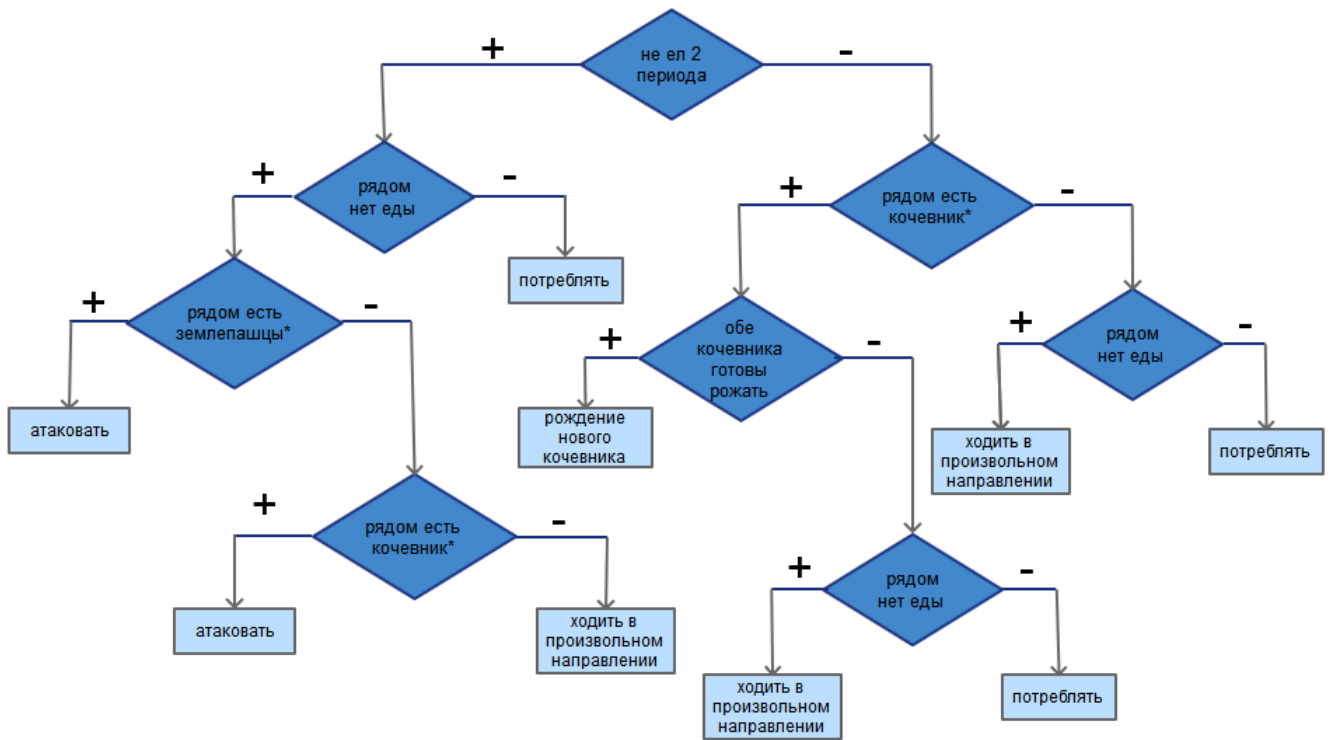 не ел 2
периода
+
-
рядом
нет еды
+
-
рядом есть
кочевник*
+
-
потреблять
рядом есть
землепашцы*
+
-
обе
кочевника
готовы
рожать
+
-
рядом
нет еды
+
-
атаковать
рождение
нового
кочевника
ходить в
произвольном
направлении
потреблять
рядом есть
кочевник*
+
-
рядом
нет еды
+
-
атаковать
ходить в
произвольном
направлении
ходить в
произвольном
направлении
потреблять